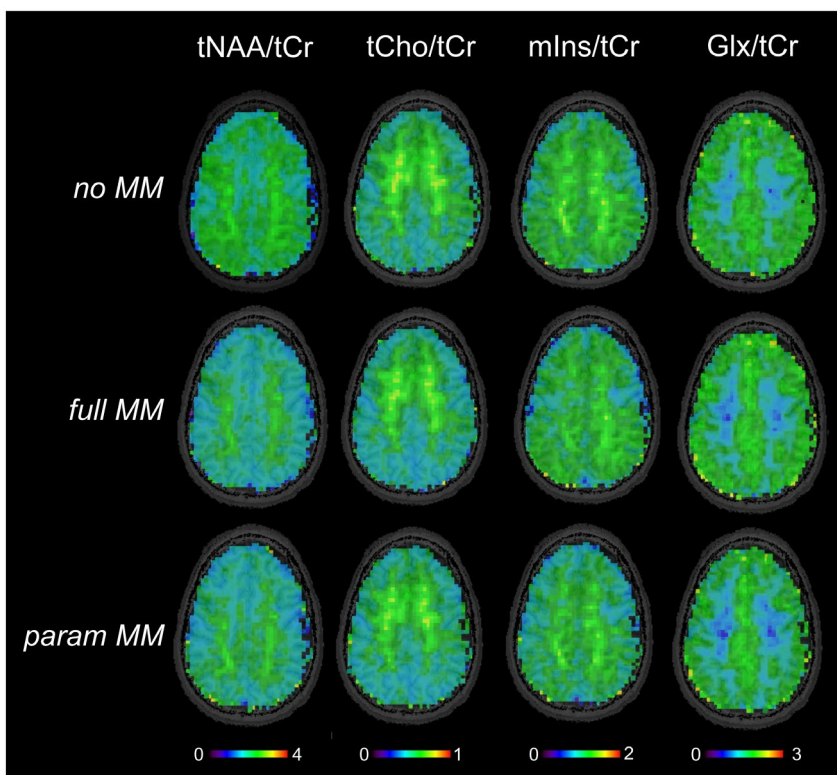 tNAA/tCr tCho/tCr mIns/tCr Glx/tCr
no MM
full MM
param MM
0 4 0 1 0 2 0 3